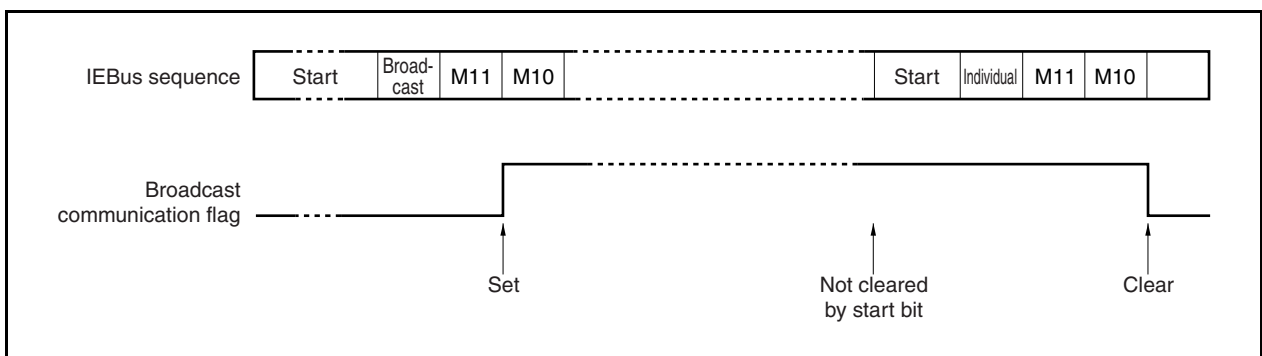 IEBus sequence
Start
Broad-
cast
M11
M10
Start
Individual
M11
M10
Broadcast
communication flag
Set
Not cleared
by start bit
Clear